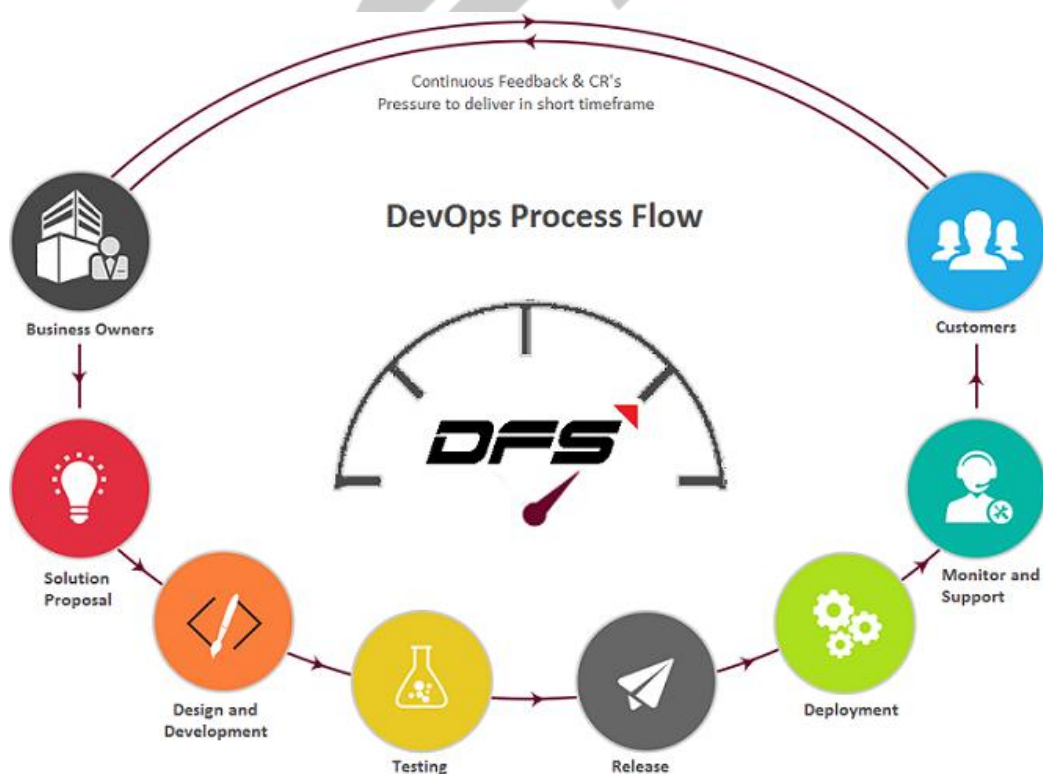 Continuous Feedback & CR's
Pressure to deliver in short timeframe
DevOps Process Flow
Business Owners
Customers
DFS
Solution
Proposal
Monitor and
Support
Design and
Development
Deployment
Testing
Release